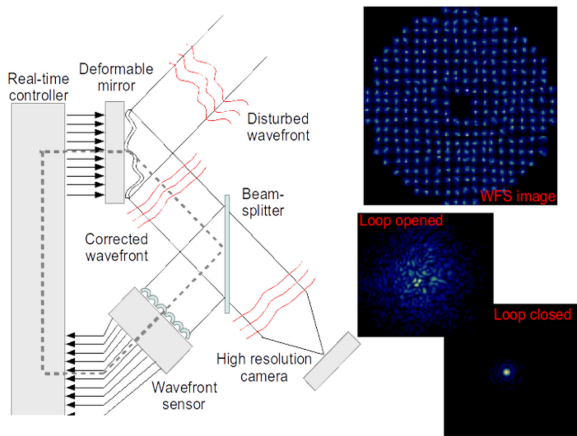 Real-time
controller
Deformable
mirror
Disturbed
wavefront
Beam-
splitter
Corrected
wavefront
Wavefront
sensor
High resolution
camera
WFS image
Loop opened
Loop closed